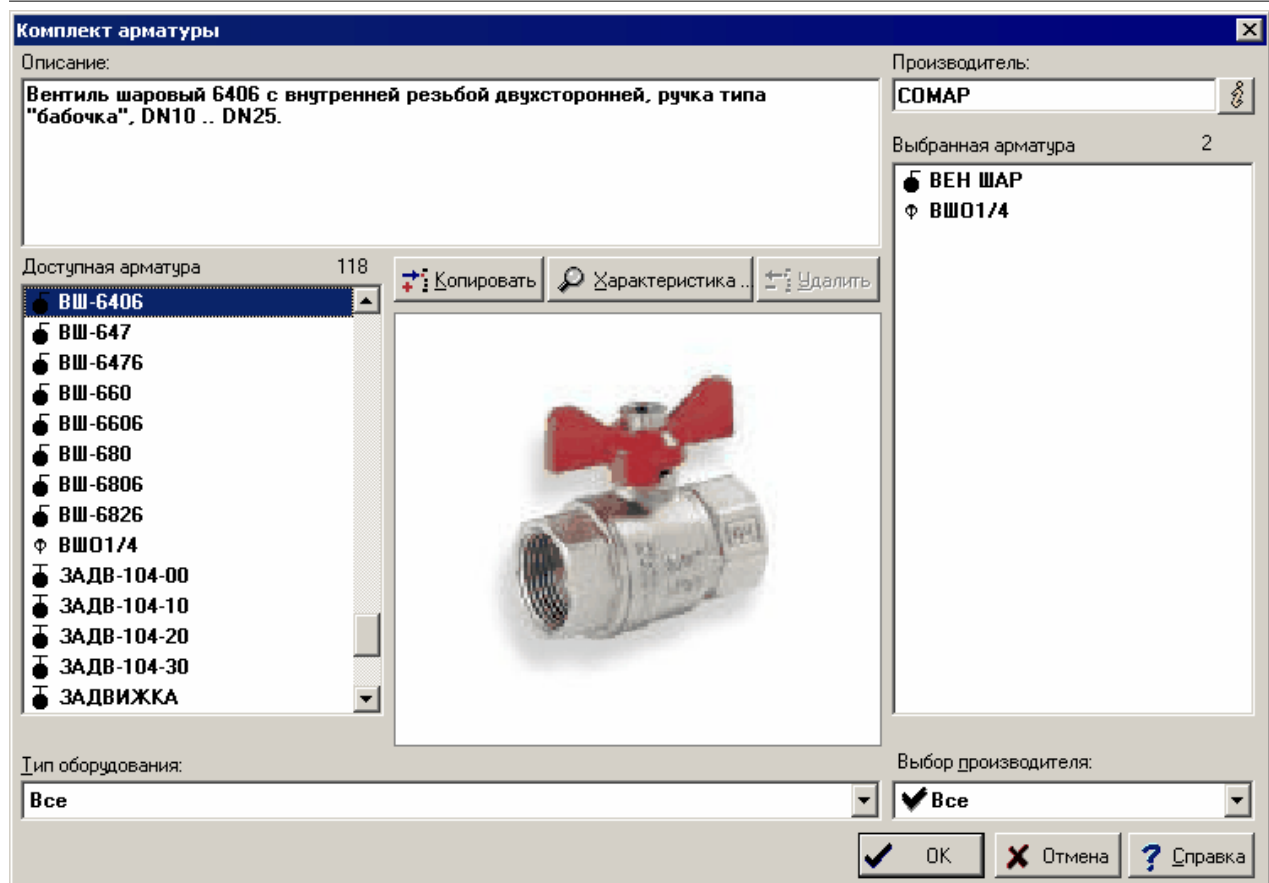 Комплект арматуры
Описание:
Вентиль шаровый 6406 с внутренней резьбой двухсторонней, ручка типа
"бабочка", DN10 .. DN25.
Производитель:
COMAP
Выбранная арматура 2
ВЕН ШАР
ВШО1/4
Доступная арматура 118
Копировать
Характеристика ..
Удалить
ВШ-6406
ВШ-647
ВШ-6476
ВШ-660
ВШ-6606
ВШ-680
ВШ-6806
ВШ-6826
ВШО1/4
ЗАДВ-104-00
ЗАДВ-104-10
ЗАДВ-104-20
ЗАДВ-104-30
ЗАДВИЖКА
Тип оборудования:
Все
Выбор производителя:
Все
OK
Отмена
Справка